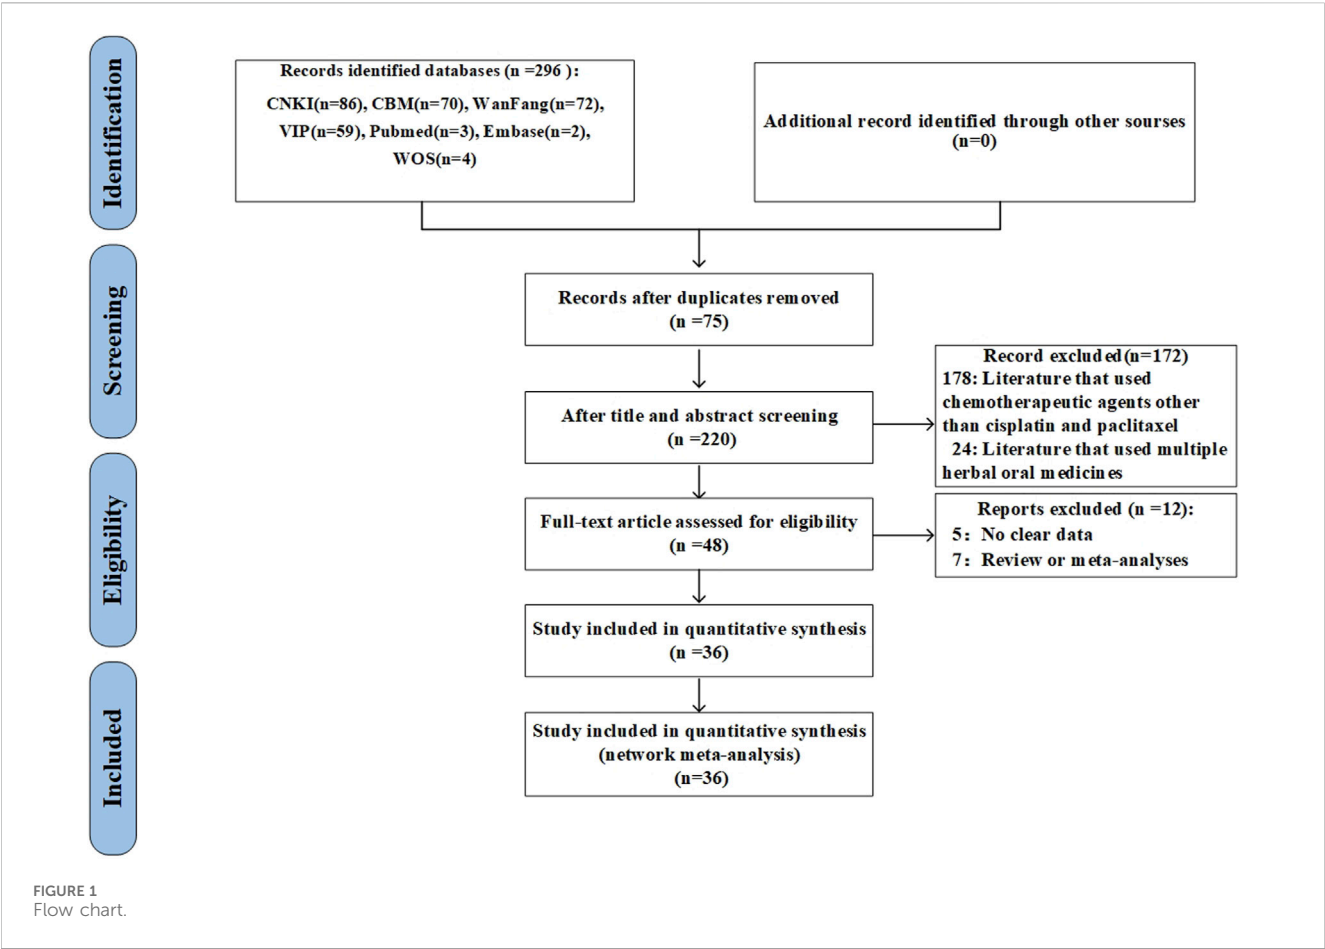 Identification
Records identified databases (n =296 ):
CNKI(n=86), CBM(n=70), WanFang(n=72),
VIP(n=59), Pubmed(n=3), Embase(n=2),
WOS(n=4)
Additional record identified through other sourses
(n=0)
Screening
Records after duplicates removed
(n =75)
After title and abstract screening
(n =220)
Record excluded(n=172)
178: Literature that used
chemotherapeutic agents other
than cisplatin and paclitaxel
24: Literature that used multiple
herbal oral medicines
Eligibility
Full-text article assessed for eligibility
(n =48)
Reports excluded (n =12):
5: No clear data
7: Review or meta-analyses
Study included in quantitative synthesis
(n =36)
Included
Study included in quantitative synthesis
(network meta-analysis)
(n=36)
FIGURE 1
Flow chart.